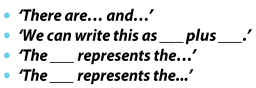 • ‘There are… and…’
• ‘We can write this as ___ plus ___.’
• ‘The ___ represents the…’
• ‘The ___ represents the...’